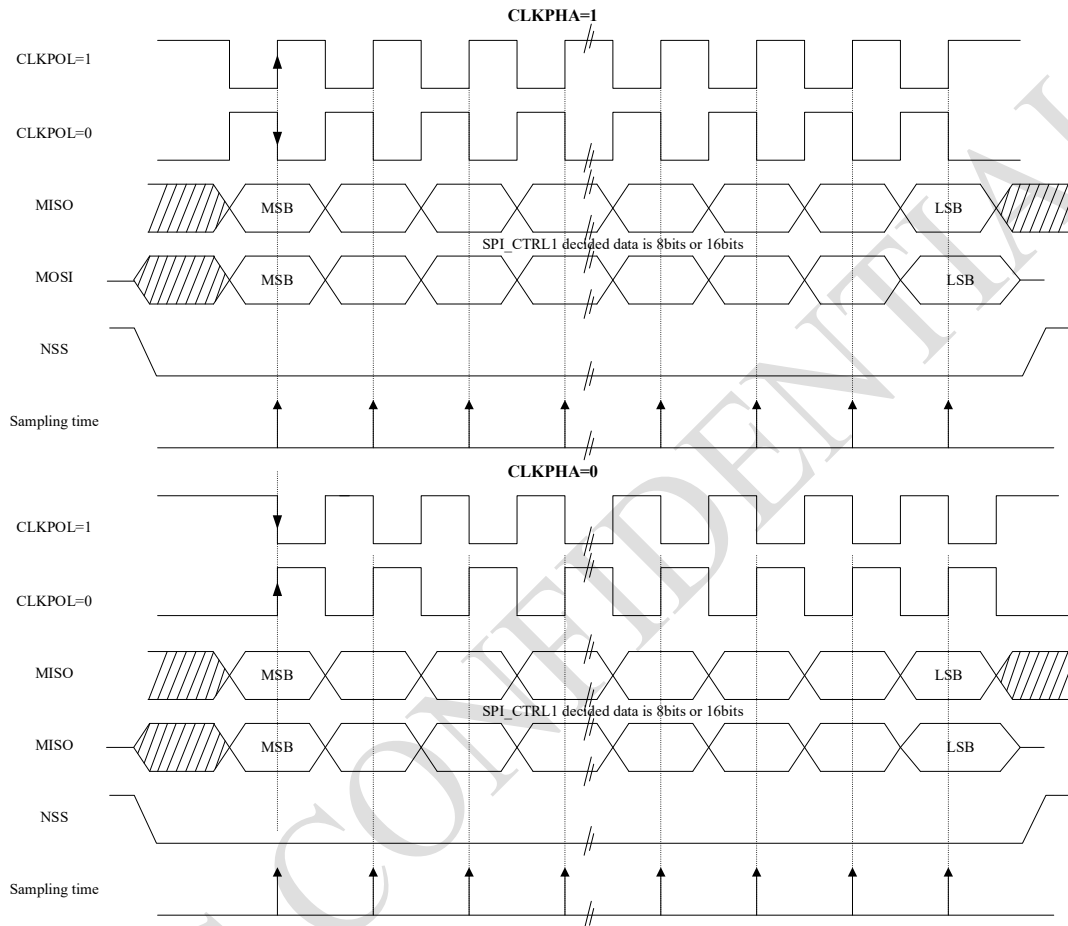 CLKPHA=1
CLKPOL=1
CLKPOL=0
MISO
MSB
LSB
SPI_CTRL1 decided data is 8bits or 16bits
MOSI
MSB
LSB
NSS
Sampling time
CLKPHA=0
CLKPOL=1
CLKPOL=0
MISO
MSB
LSB
SPI_CTRL1 decided data is 8bits or 16bits
MISO
MSB
LSB
NSS
Sampling time
CONFIDENTIAL